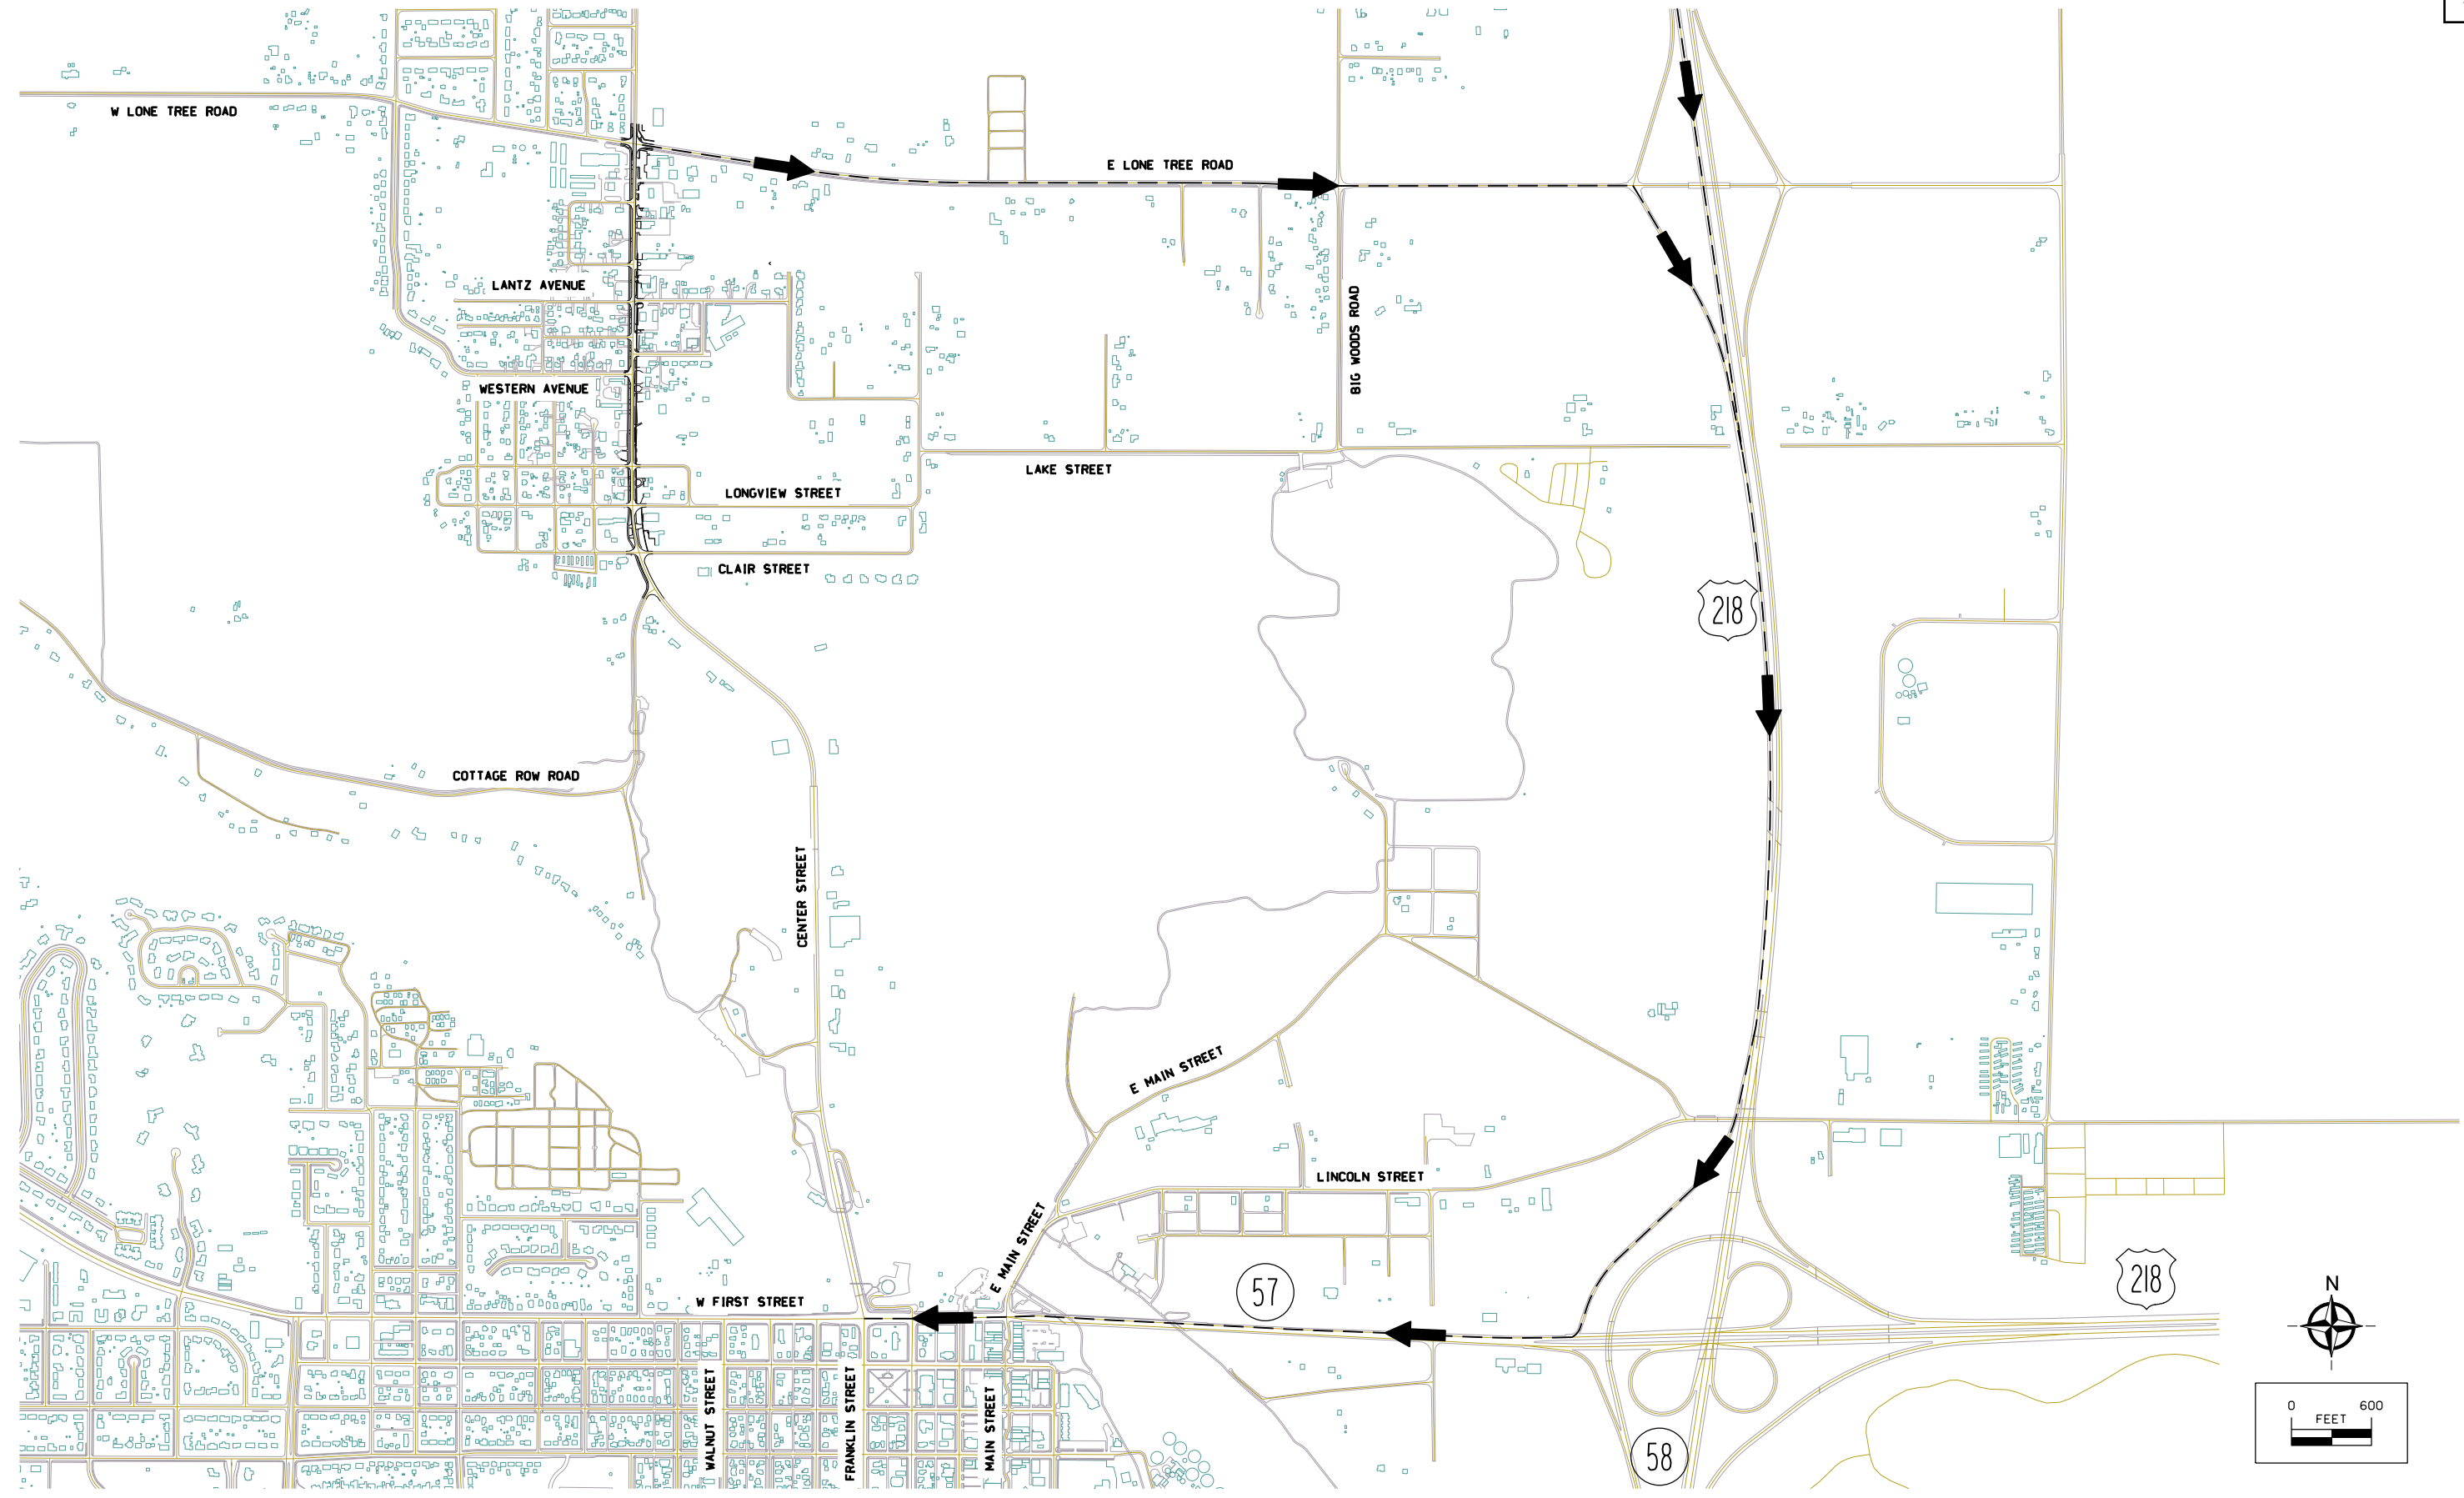 W LONE TREE ROAD
E LONE TREE ROAD
LANTZ AVENUE
BIG WOODS ROAD
WESTERN AVENUE
LAKE STREET
LONGVIEW STREET
CLAIR STREET
218
COTTAGE ROW ROAD
CENTER STREET
E MAIN STREET
LINCOLN STREET
E MAIN STREET
218
57
W FIRST STREET
N
WALNUT STREET
FRANKLIN STREET
MAIN STREET
58
0 600
FEET